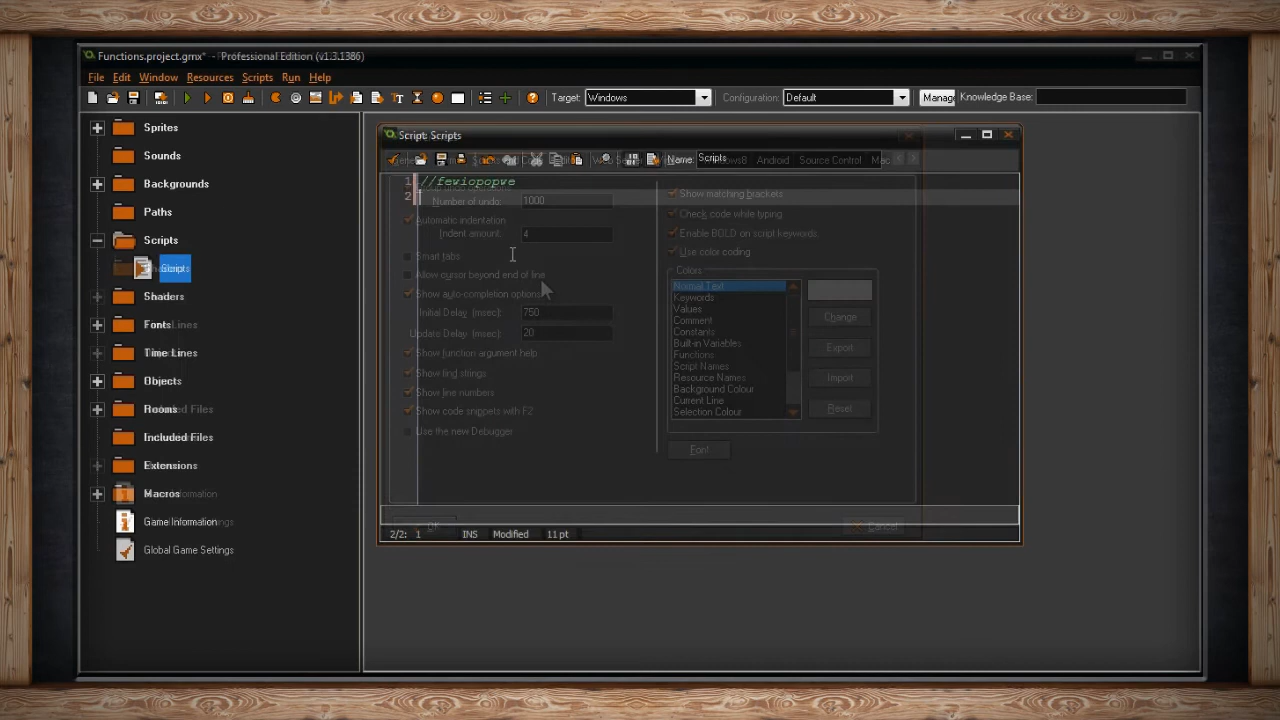 Functions.project.gmx* - Professional Edition (v1.3.1386)
File Edit Window Resources Scripts Run Help
Target: Windows Configuration: Default Manag Knowledge Base:
Sprites
Sounds
Backgrounds
Paths
Scripts
Scripts
Shaders
Fonts
Time Lines
Objects
Rooms
Included Files
Extensions
Macros
Game Information
Global Game Settings
Script: Scripts
Name: Scripts
Android Source Control Mac
1 //fewiopopwe
2
Number of undo: 1000
Automatic indentation
Indent amount: 4
Smart tabs
Allow cursor beyond end of line
Show auto-completion options
Initial Delay (msec): 750
Update Delay (msec): 20
Show function argument help
Show find strings
Show line numbers
Show code snippets with F2
Use the new Debugger
Show matching brackets
Check code while typing
Enable BOLD on script keywords.
Use color coding
Colors
Normal Text
Keywords
Values
Comment
Constants
Built-in Variables
Functions
Script Names
Resource Names
Background Colour
Current Line
Selection Colour
Change
Export
Import
Reset
Font
OK
Cancel
2/2: 1 INS Modified 11 pt